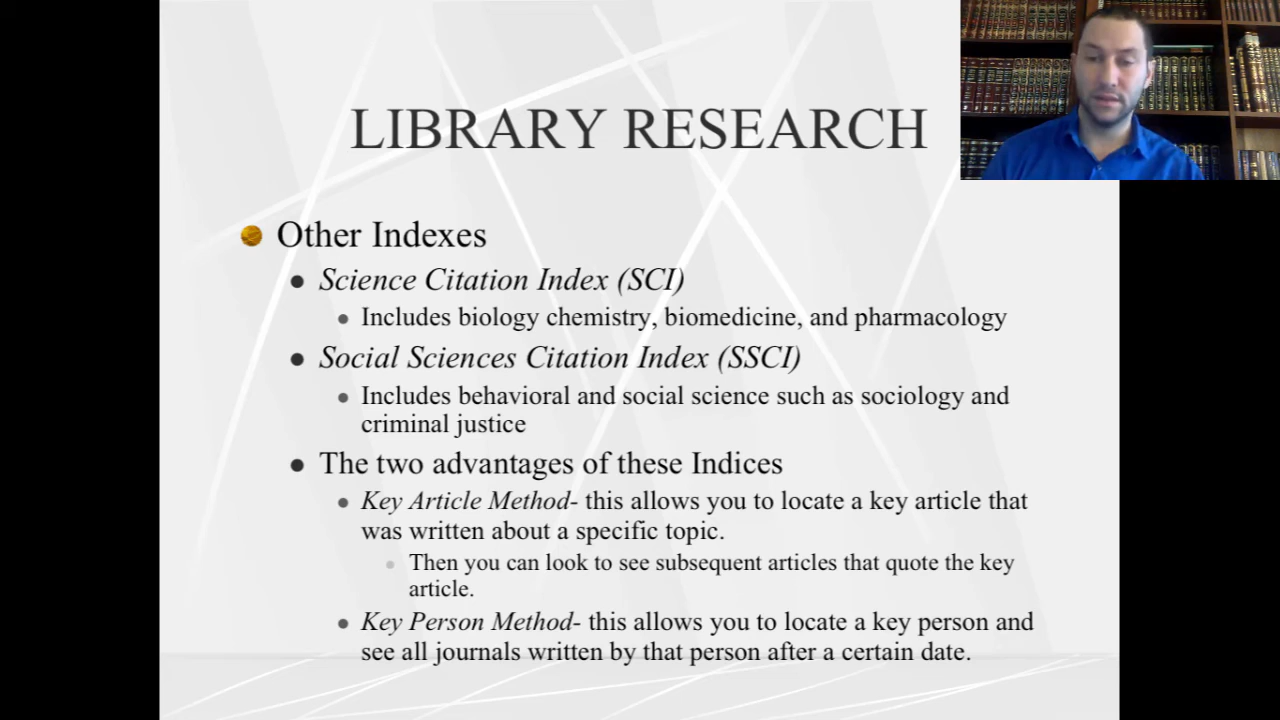 LIBRARY RESEARCH
Other Indexes
Science Citation Index (SCI)
Includes biology chemistry, biomedicine, and pharmacology
Social Sciences Citation Index (SSCI)
Includes behavioral and social science such as sociology and
criminal justice
The two advantages of these Indices
Key Article Method- this allows you to locate a key article that
was written about a specific topic.
Then you can look to see subsequent articles that quote the key
article.
Key Person Method- this allows you to locate a key person and
see all journals written by that person after a certain date.